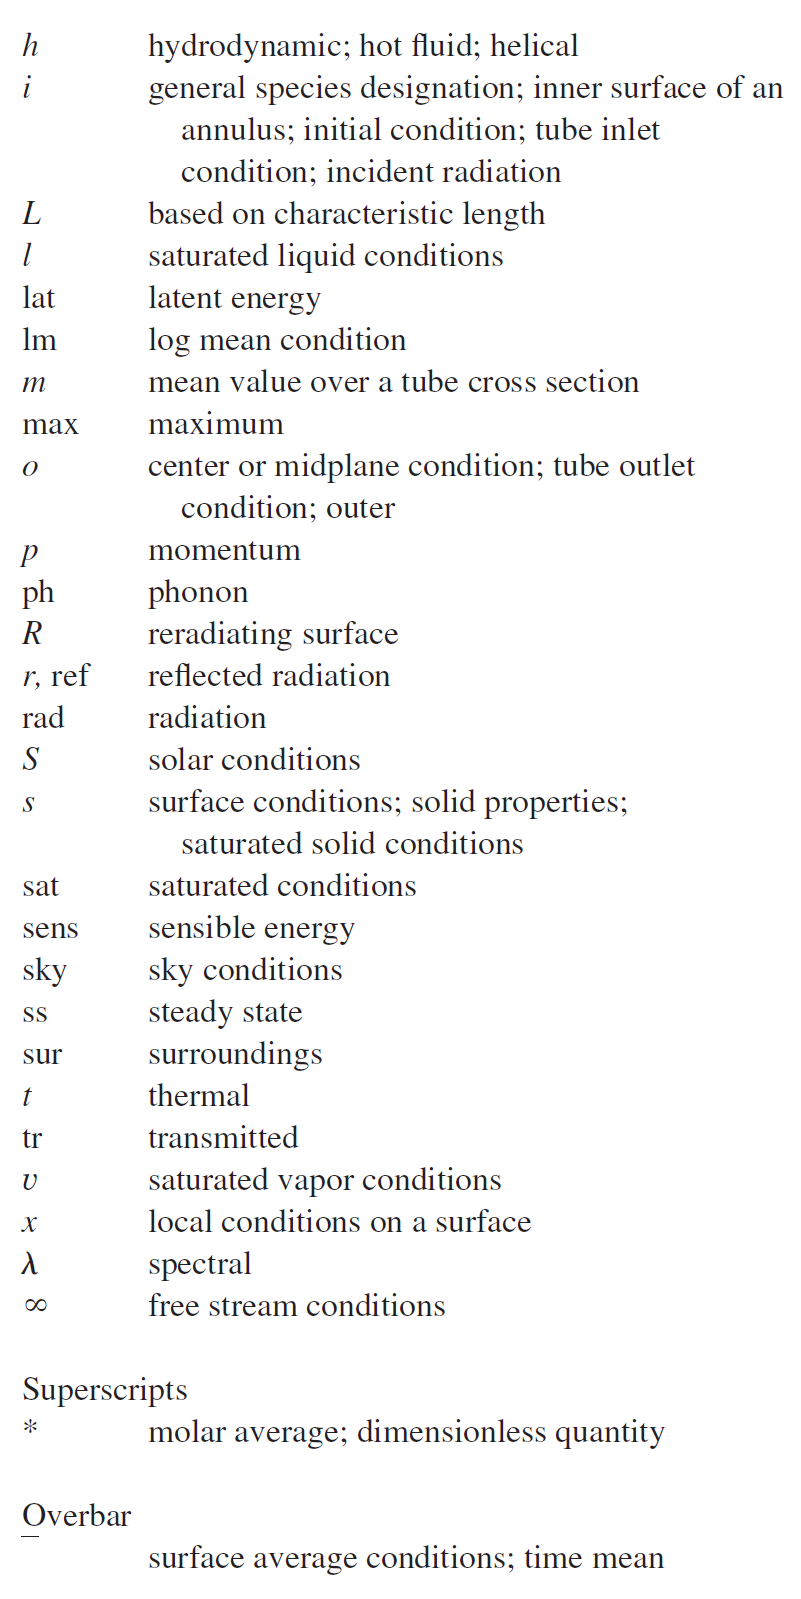 h hydrodynamic; hot fluid; helical
i general species designation; inner surface of an
annulus; initial condition; tube inlet
condition; incident radiation
L based on characteristic length
l saturated liquid conditions
lat latent energy
lm log mean condition
m mean value over a tube cross section
max maximum
o center or midplane condition; tube outlet
condition; outer
p momentum
ph phonon
R reradiating surface
r, ref reflected radiation
rad radiation
S solar conditions
s surface conditions; solid properties;
saturated solid conditions
sat saturated conditions
sens sensible energy
sky sky conditions
ss steady state
sur surroundings
t thermal
tr transmitted
v saturated vapor conditions
x local conditions on a surface
λ spectral
∞ free stream conditions
Superscripts
* molar average; dimensionless quantity
Overbar
‾ surface average conditions; time mean